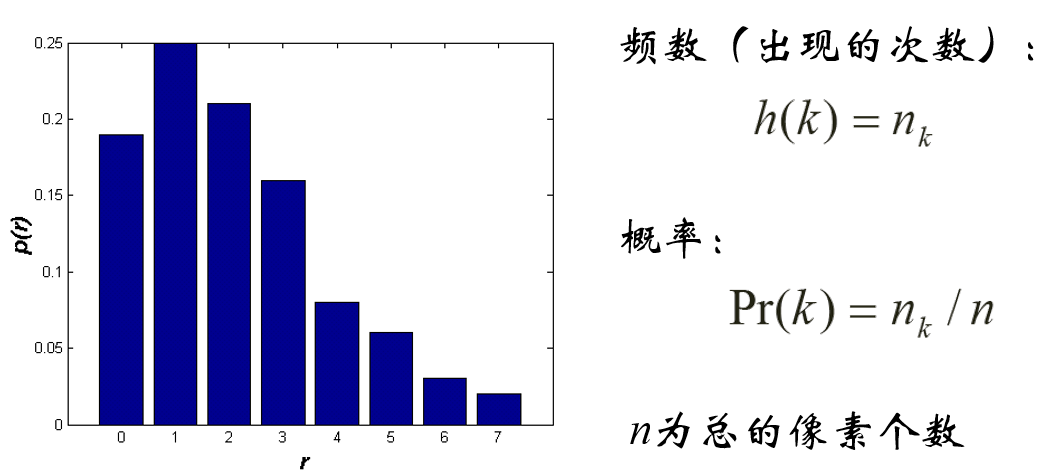 0.25
0.2
0.15
0.1
0.05
0
p(r)
0 1 2 3 4 5 6 7
r
频数（出现的次数）：
h(k) = n_k
概率：
Pr(k) = n_k / n
n为总的像素个数